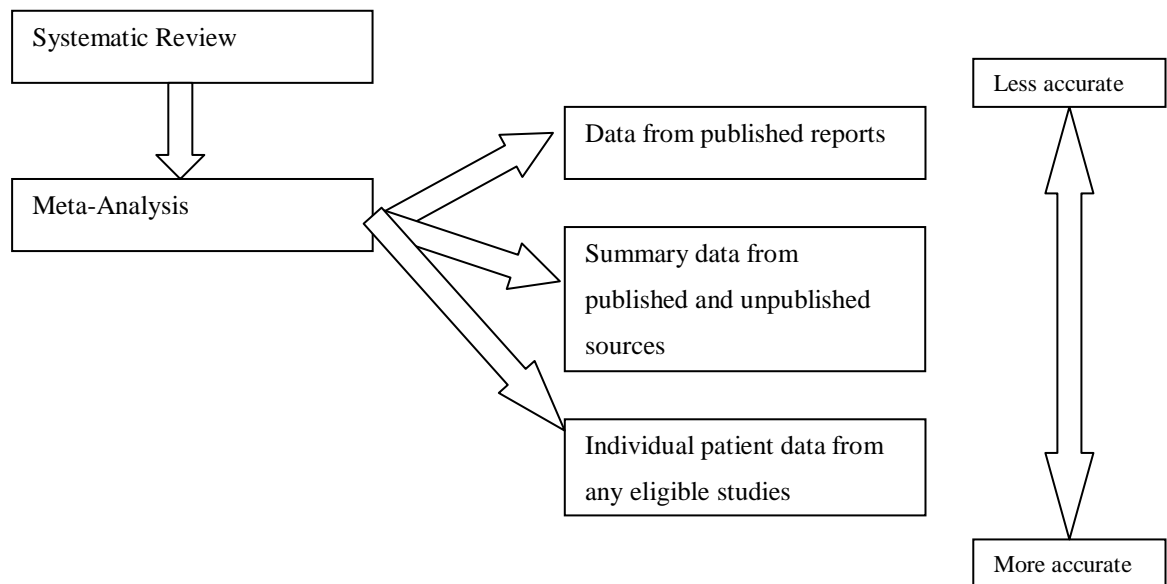 Systematic Review
Less accurate
Data from published reports
Meta-Analysis
Summary data from
published and unpublished
sources
Individual patient data from
any eligible studies
More accurate